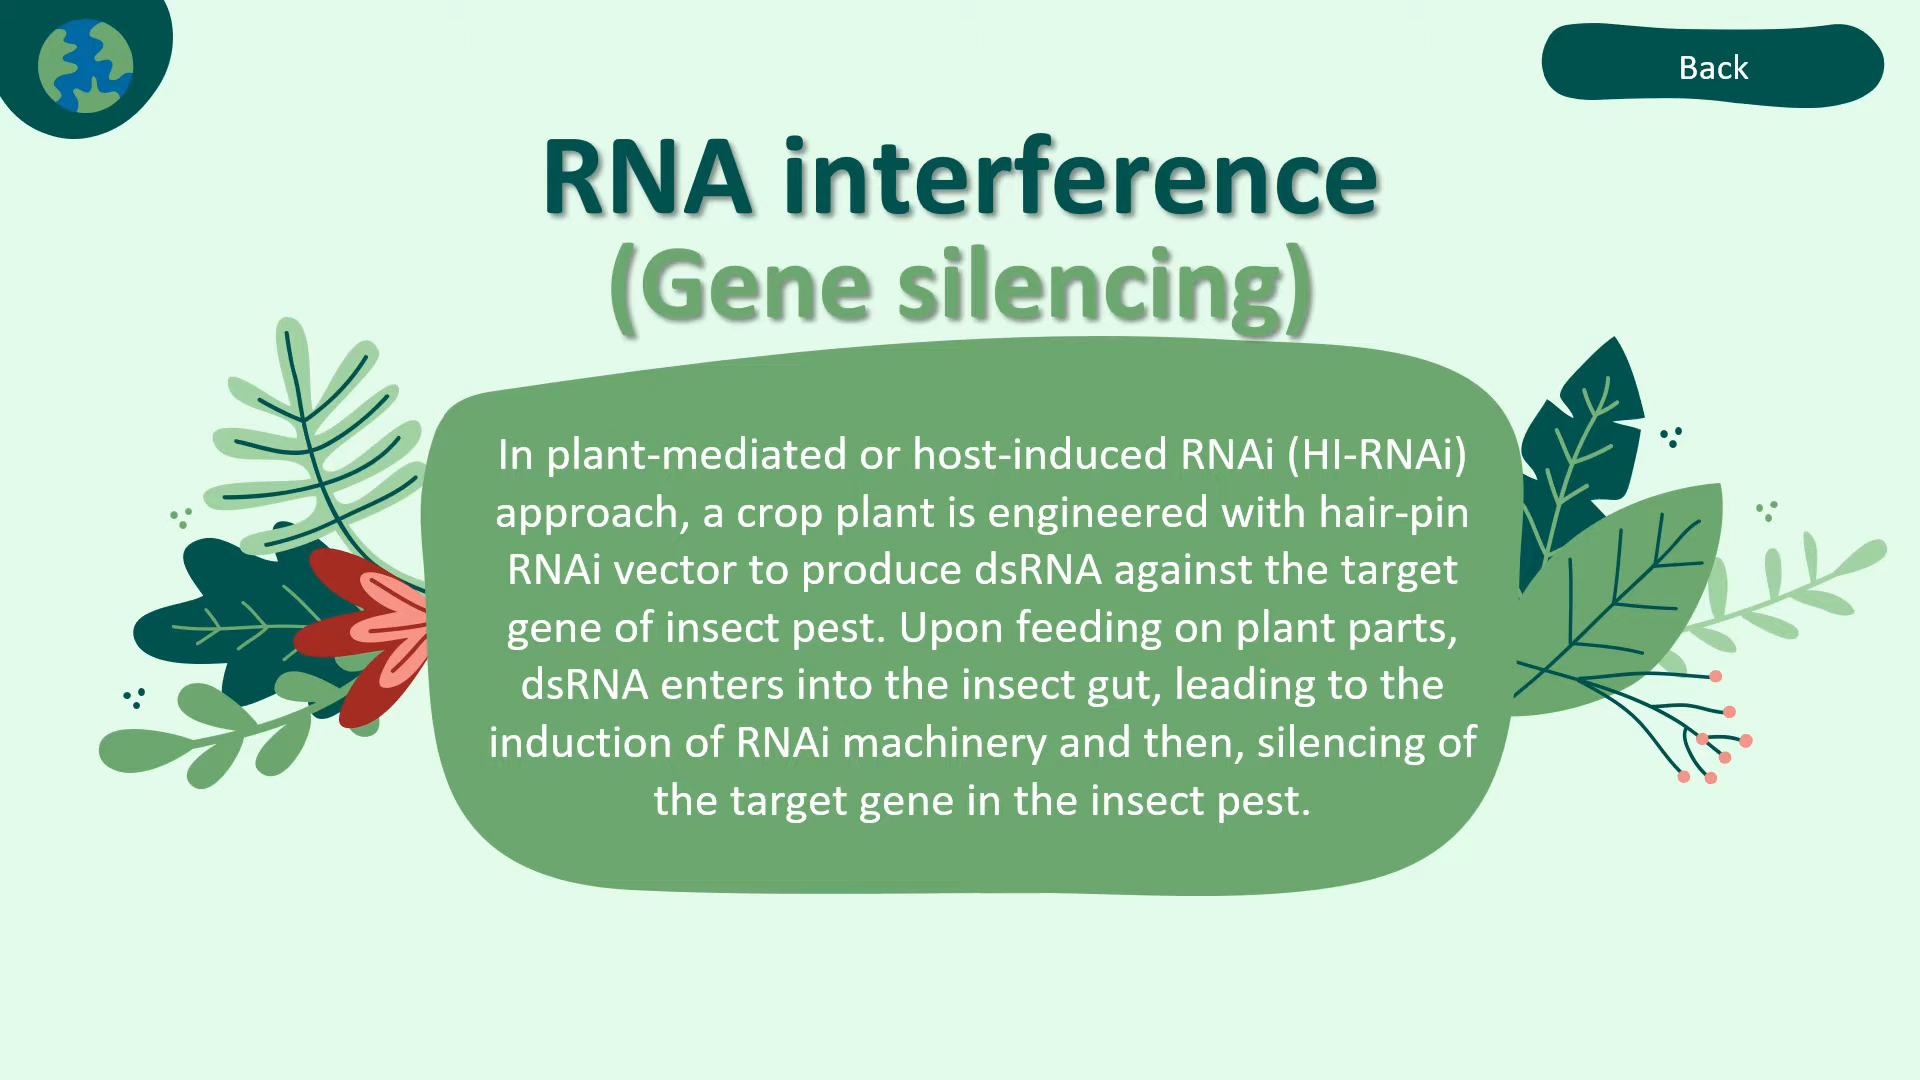 Back
RNA interference
(Gene silencing)
In plant-mediated or host-induced RNAi (HI-RNAi)
approach, a crop plant is engineered with hair-pin
RNAi vector to produce dsRNA against the target
gene of insect pest. Upon feeding on plant parts,
dsRNA enters into the insect gut, leading to the
induction of RNAi machinery and then, silencing of
the target gene in the insect pest.